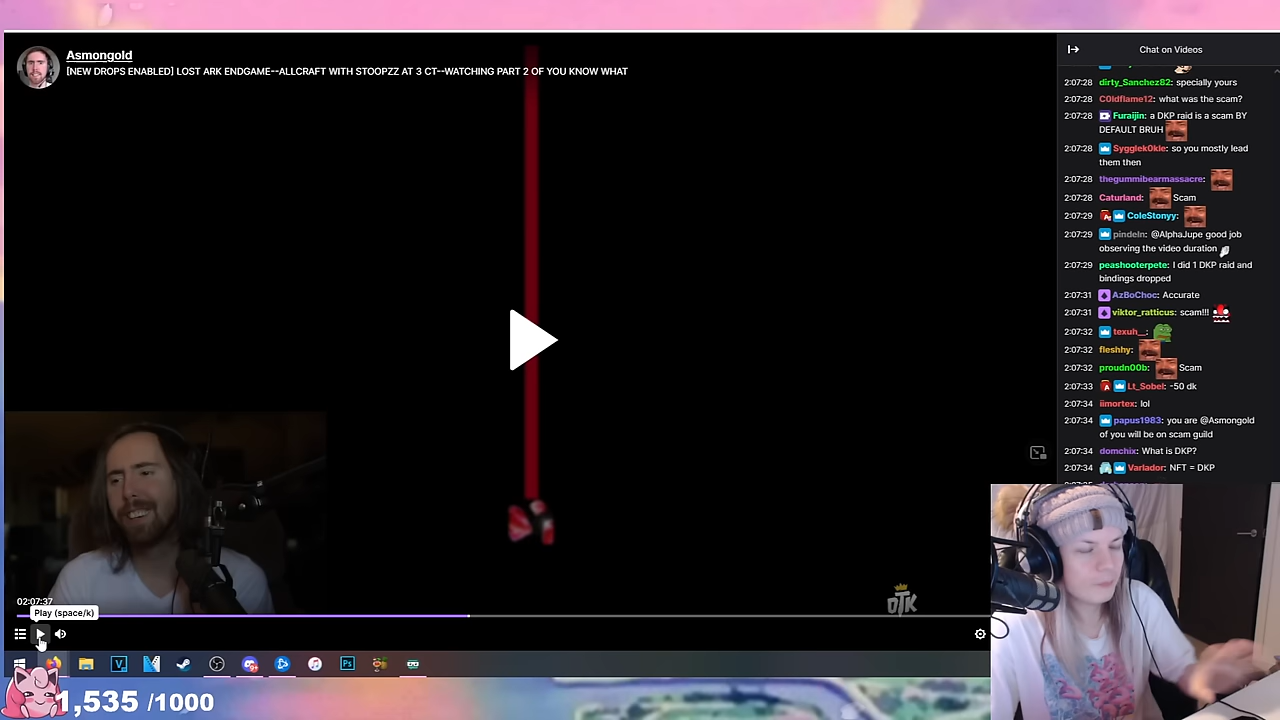 Asmongold
[NEW DROPS ENABLED] LOST ARK ENDGAME--ALLCRAFT WITH STOOPZZ AT 3 CT--WATCHING PART 2 OF YOU KNOW WHAT
Chat on Videos
2:07:28 dirty_Sanchez82: specially yours
2:07:28 C0ldflame12: what was the scam?
2:07:28 Furaijin: a DKP raid is a scam BY
DEFAULT BRUH
2:07:28 Sygglek0kle: so you mostly lead
them then
2:07:28 thegummibearmassacre:
2:07:28 Caturland: Scam
2:07:29 ColeStonyy:
2:07:29 pindeln: @AlphaJupe good job
observing the video duration
2:07:29 peashooterpete: I did 1 DKP raid and
bindings dropped
2:07:31 AzBoChoc: Accurate
2:07:31 viktor_ratticus: scam!!!
2:07:32 texuh__:
2:07:32 fleshhy:
2:07:32 proudn00b: Scam
2:07:33 Lt_Sobel: -50 dk
2:07:34 iimortex: lol
2:07:34 papus1983: you are @Asmongold
of you will be on scam guild
2:07:34 domchix: What is DKP?
2:07:34 Varlador: NFT = DKP
02:07:37
Play (space/k)
OTK
Ps
1,535 /1000